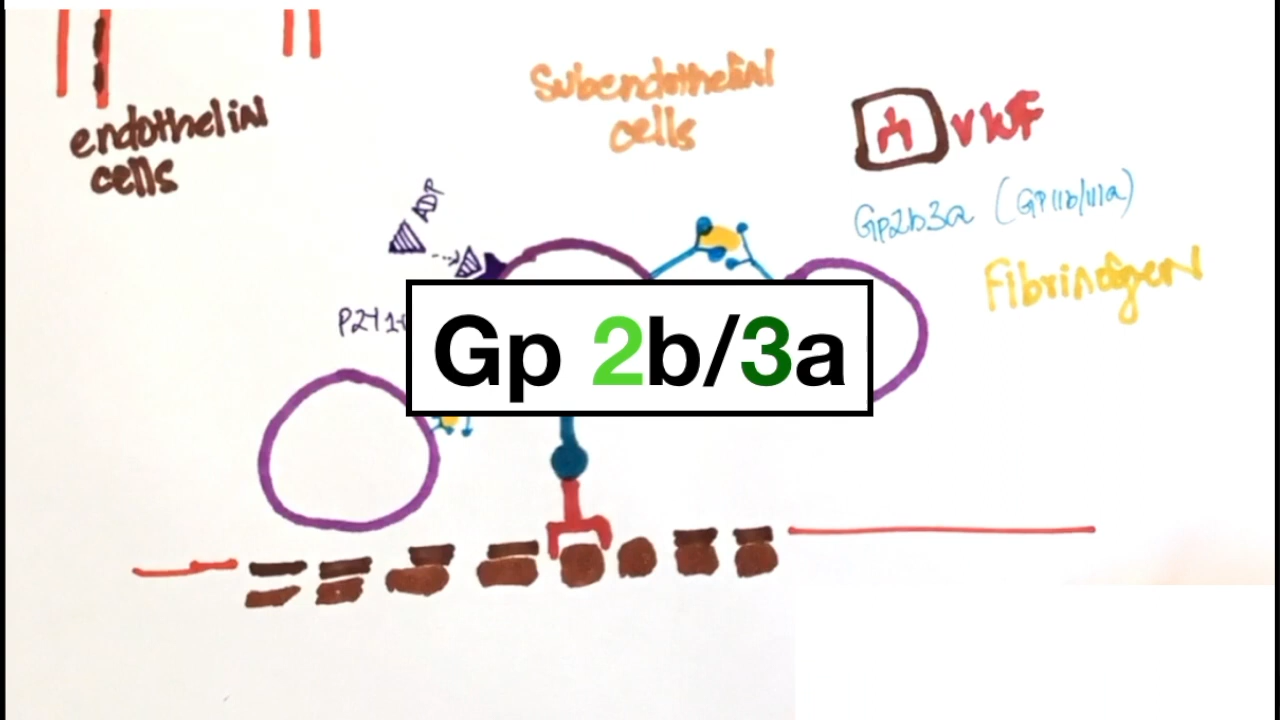 endothelial
cells
Subendothelial
cells
VWF
Gp2b3a (GPIIb/IIIa)
Fibrinogen
ADP
Gp 2b/3a